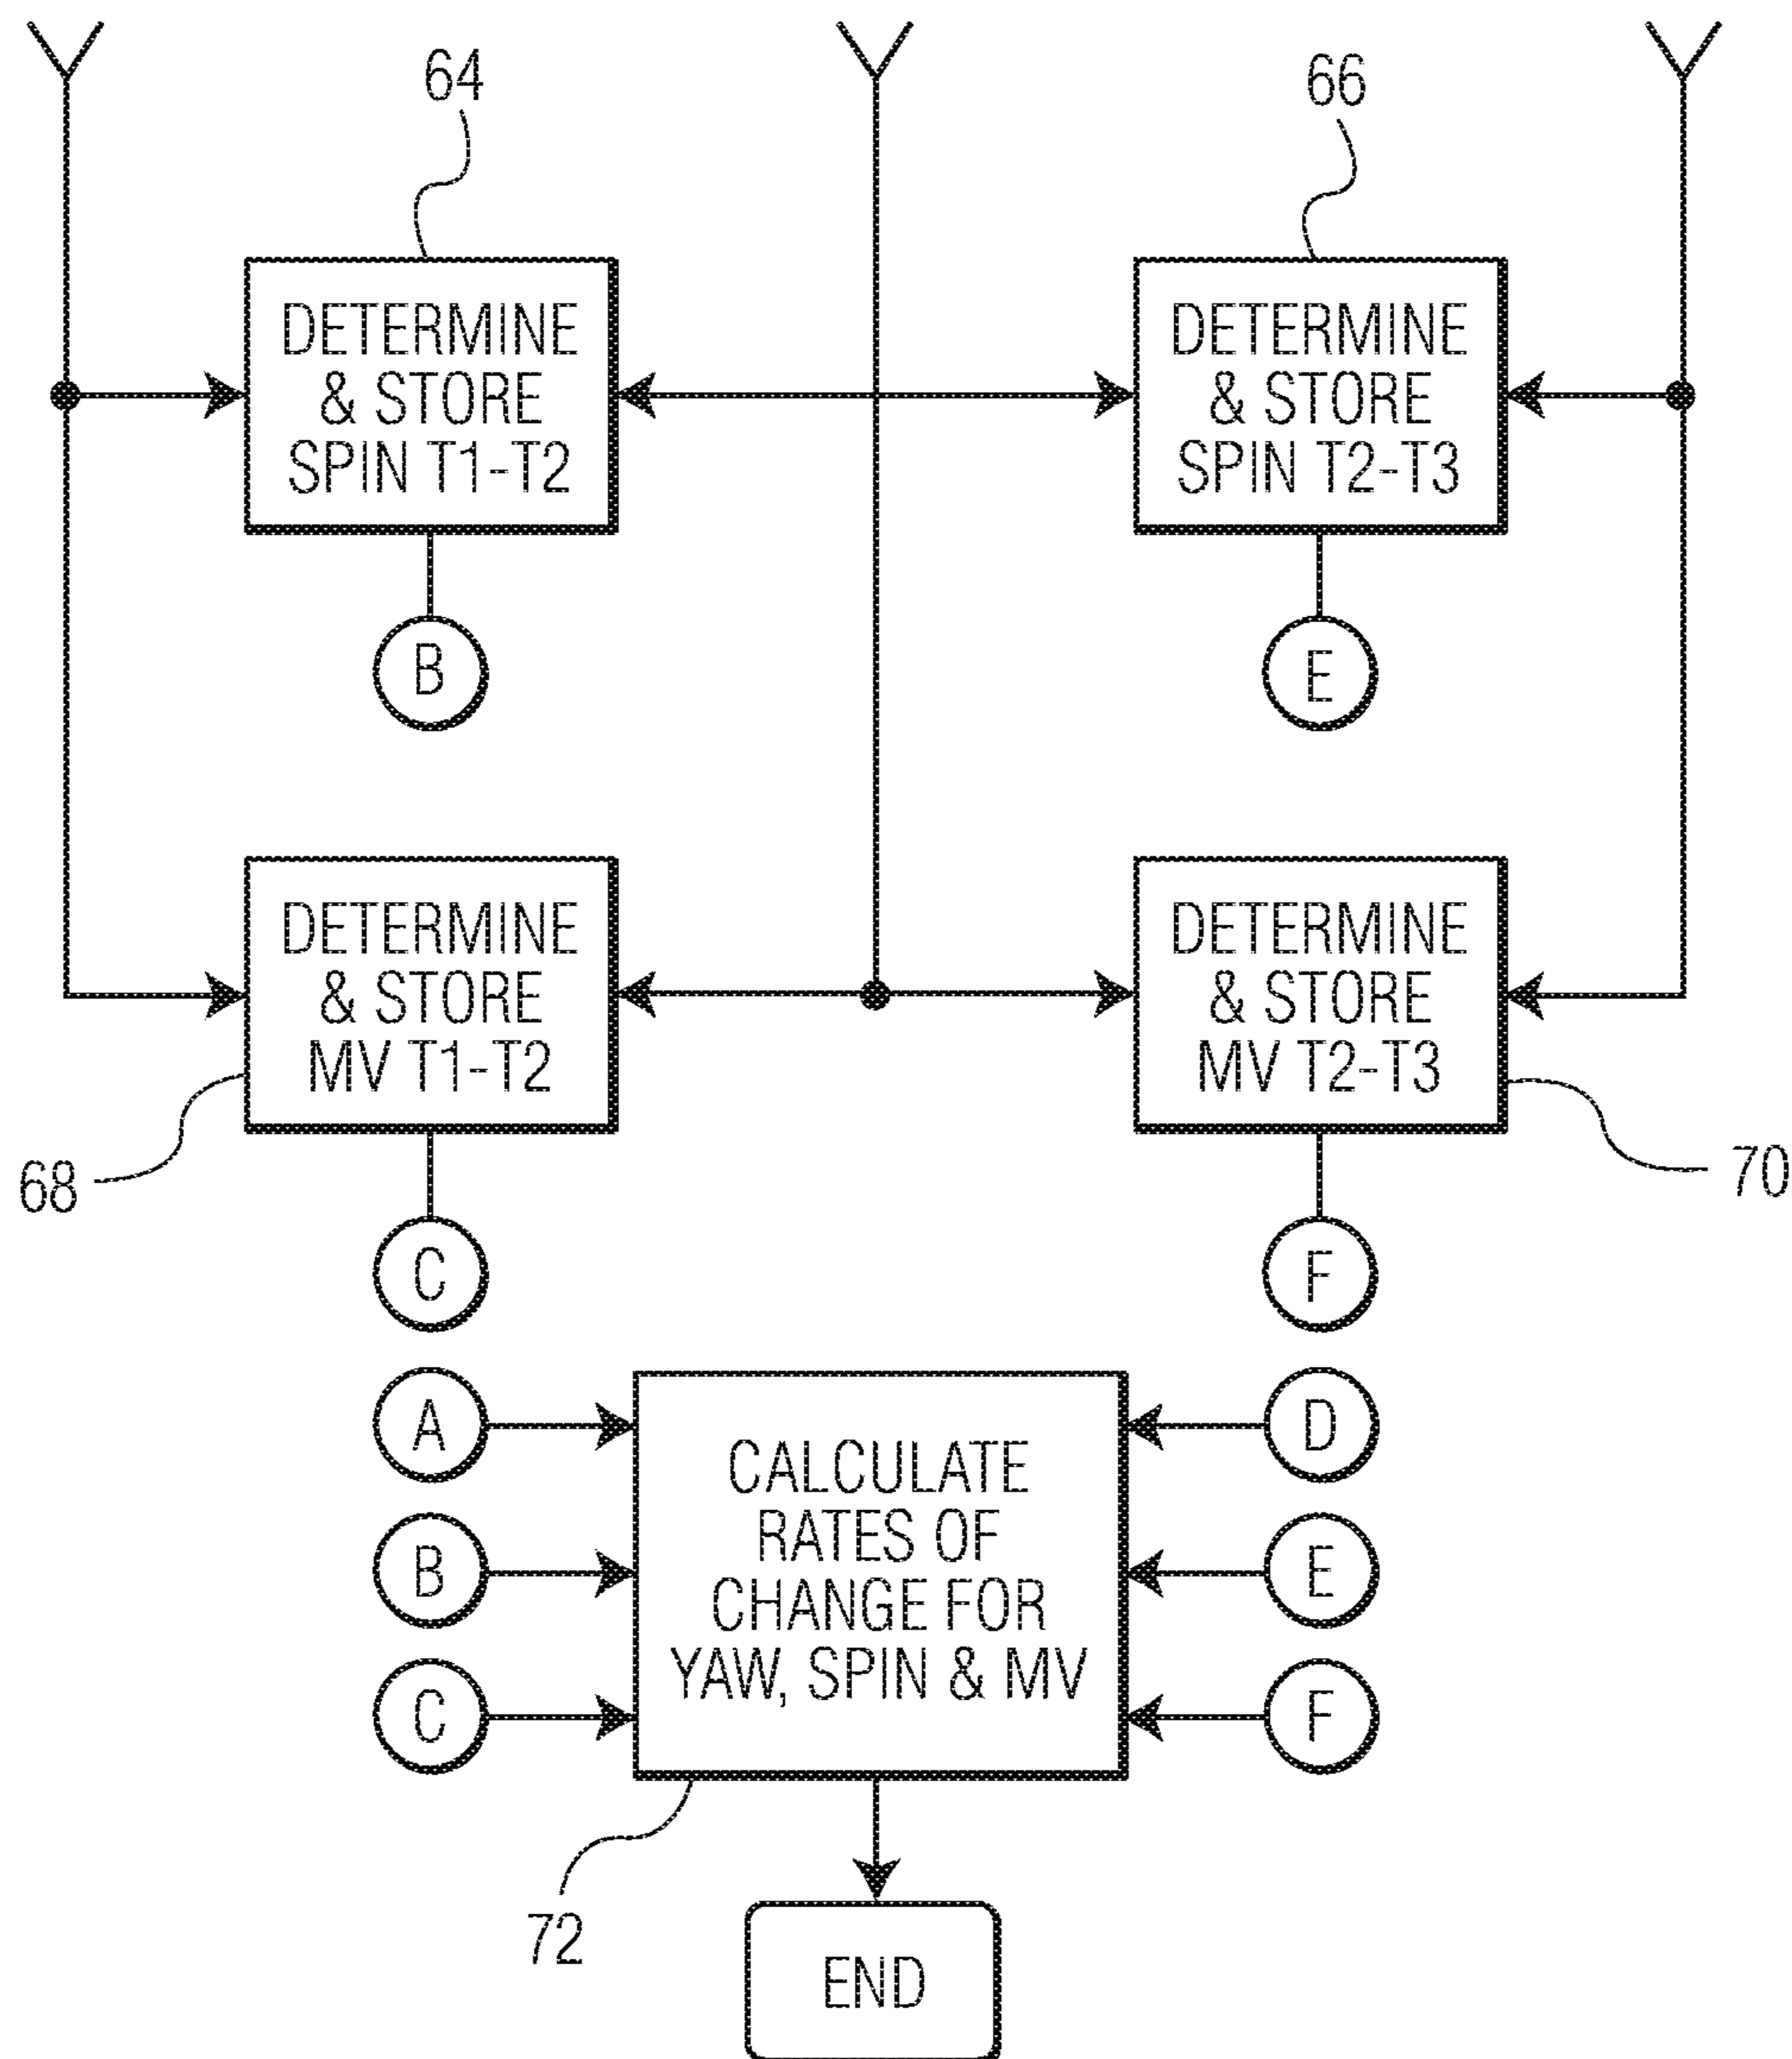 64
66
DETERMINE
& STORE
SPIN T1-T2
DETERMINE
& STORE
SPIN T2-T3
B
E
DETERMINE
& STORE
MV T1-T2
DETERMINE
& STORE
MV T2-T3
68
70
C
F
A
B
C
CALCULATE
RATES OF
CHANGE FOR
YAW, SPIN & MV
D
E
F
72
END